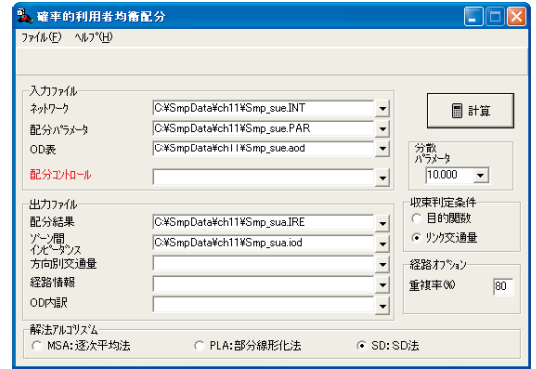 確率的利用者均衡配分
ファイル(F) ヘルプ(H)
入力ファイル
ネットワーク C:¥SmpData¥ch11¥Smp_sue.INT
配分パラメータ C:¥SmpData¥ch11¥Smp_sue.PAR
OD表 C:¥SmpData¥ch11¥Smp_sue.aod
配分コントロール
計算
分散
パラメータ
10.000
出力ファイル
配分結果 C:¥SmpData¥ch11¥Smp_sua.IRE
ゾーン間
インピーダンス C:¥SmpData¥ch11¥Smp_sua.iod
方向別交通量
経路情報
OD内訳
収束判定条件
目的関数
リンク交通量
経路オプション
重複率(%) 80
解法アルゴリズム
MSA:逐次平均法 PLA:部分線形化法 SD:SD法